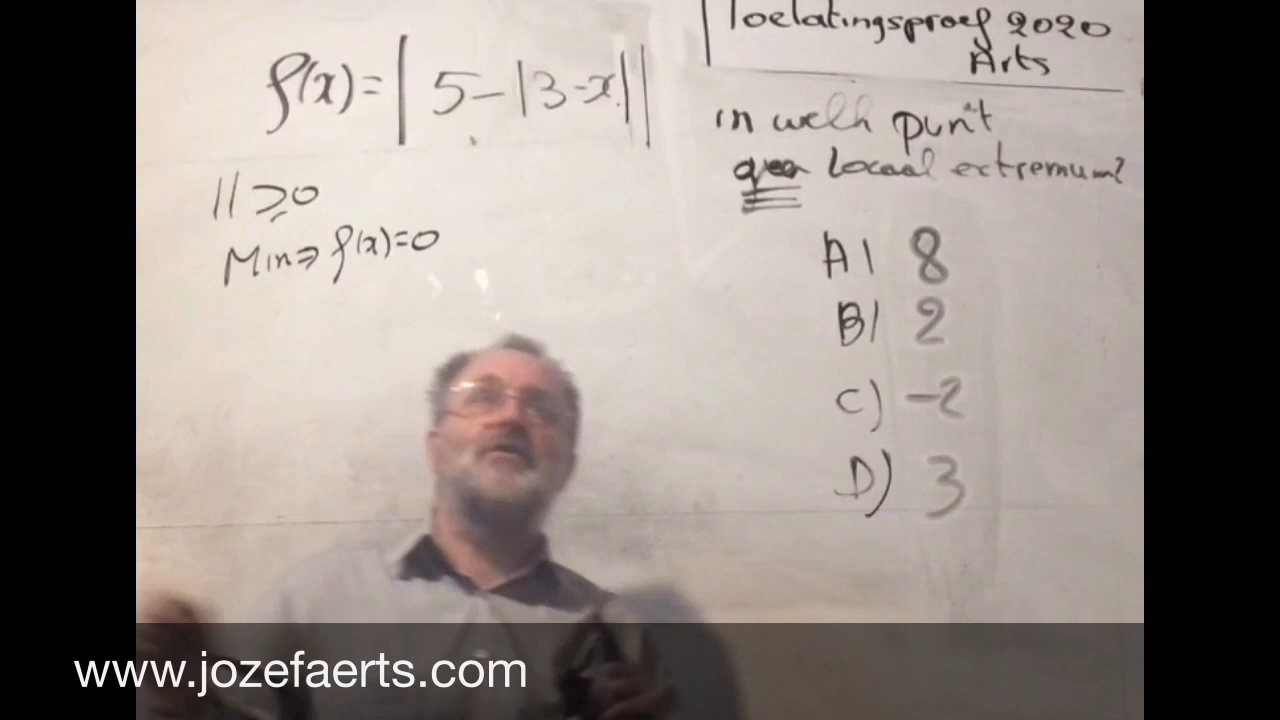 Toelatingsproef 2020
Arts
f(x)=| 5-|3-x||
|| ⩾0
Min⇒ f(x)=0
in welk punt
geen Locaal extremum?
A| 8
B| 2
C) -2
D) 3
www.jozefaerts.com